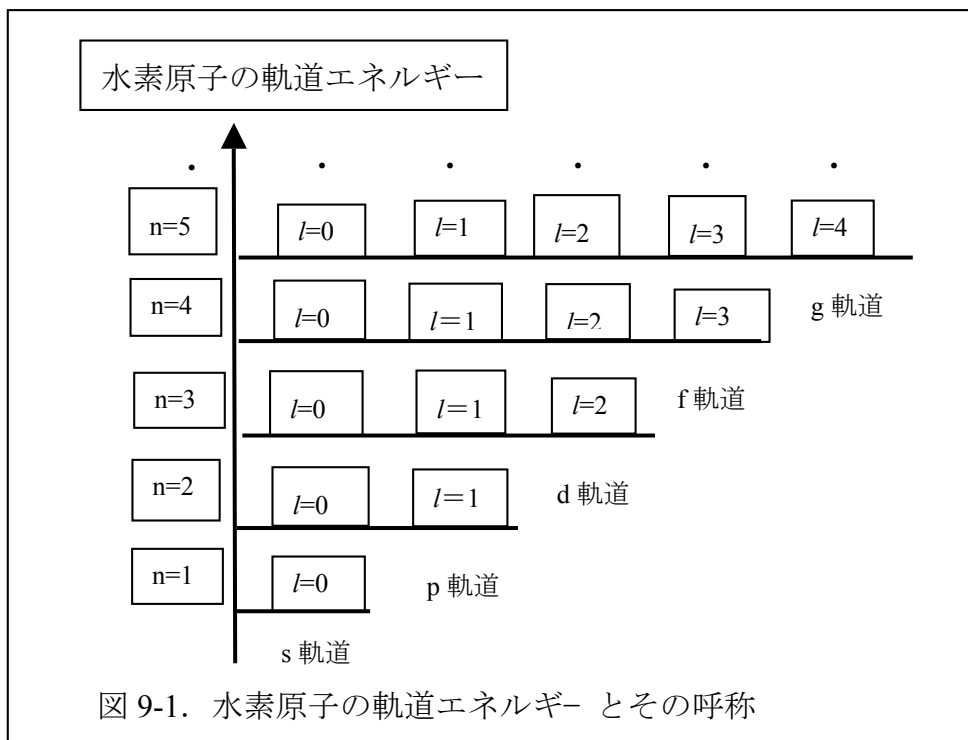 水素原子の軌道エネルギー
n=5 l=0 l=1 l=2 l=3 l=4
n=4 l=0 l=1 l=2 l=3 g 軌道
n=3 l=0 l=1 l=2 f 軌道
n=2 l=0 l=1 d 軌道
n=1 l=0 p 軌道
s 軌道
図 9-1. 水素原子の軌道エネルギ− とその呼称